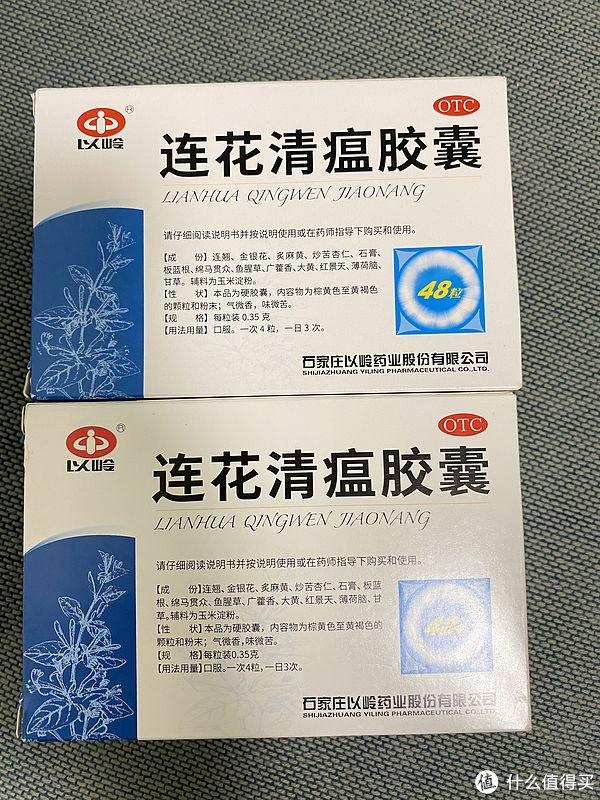 以岭®
OTC
连花清瘟胶囊
LIANHUA QINGWEN JIAONANG
请仔细阅读说明书并按说明使用或在药师指导下购买和使用。
【成　份】连翘、金银花、炙麻黄、炒苦杏仁、石膏、
板蓝根、绵马贯众、鱼腥草、广藿香、大黄、红景天、薄荷脑、
甘草。辅料为玉米淀粉。
【性　状】本品为硬胶囊，内容物为棕黄色至黄褐色
的颗粒和粉末；气微香，味微苦。
【规　格】每粒装 0.35 克
【用法用量】口服。一次 4 粒，一日 3 次。
48粒
石家庄以岭药业股份有限公司
SHIJIAZHUANG YILING PHARMACEUTICAL CO.,LTD.
以岭®
OTC
连花清瘟胶囊
LIANHUA QINGWEN JIAONANG
请仔细阅读说明书并按说明使用或在药师指导下购买和使用。
【成　份】连翘、金银花、炙麻黄、炒苦杏仁、石膏、板蓝
根、绵马贯众、鱼腥草、广藿香、大黄、红景天、薄荷脑、甘
草。辅料为玉米淀粉。
【性　状】本品为硬胶囊，内容物为棕黄色至黄褐色的
颗粒和粉末；气微香，味微苦。
【规　格】每粒装0.35克
【用法用量】口服。一次4粒，一日3次。
48粒
石家庄以岭药业股份有限公司
SHIJIAZHUANG YILING PHARMACEUTICAL CO.,LTD.
值 什么值得买